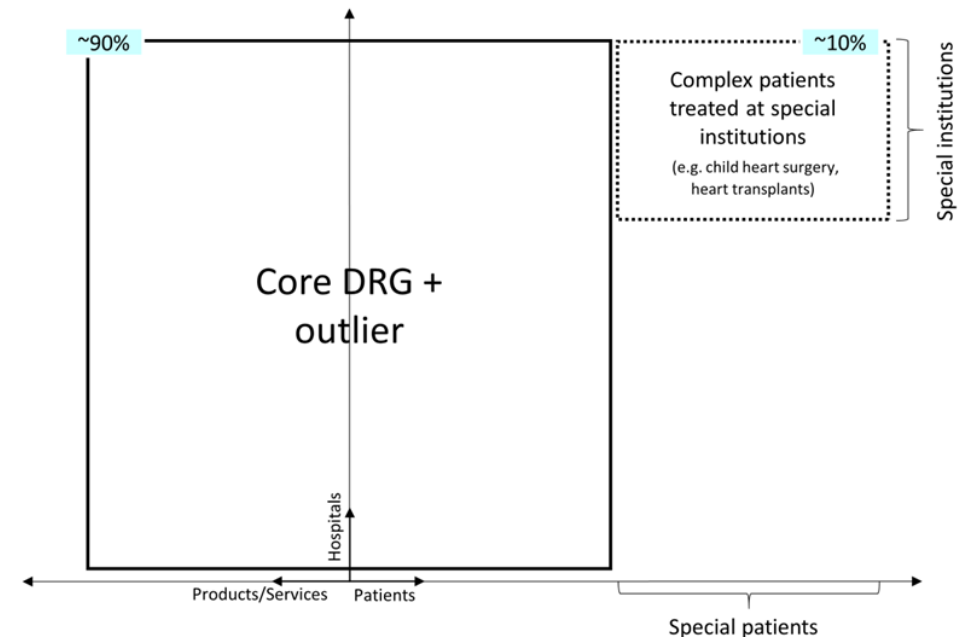 ~90%
~10%
Complex patients
treated at special
institutions
(e.g. child heart surgery,
heart transplants)
Special institutions
Core DRG +
outlier
Hospitals
Products/Services
Patients
Special patients